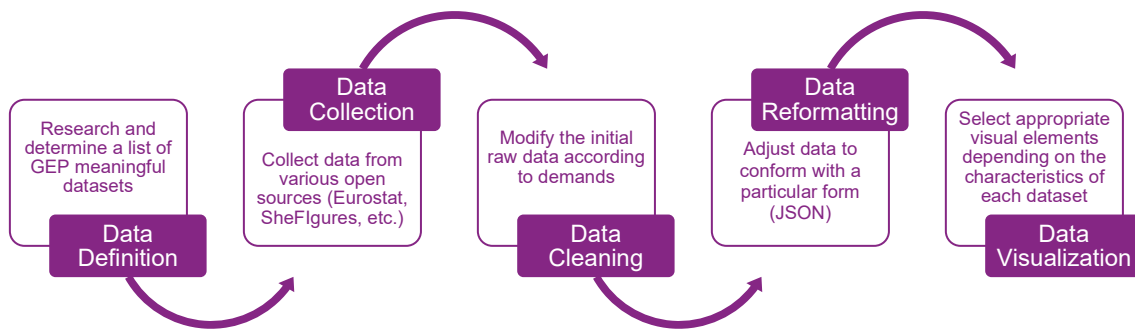 Research and
determine a list of
GEP meaningful
datasets
Data
Definition
Data
Collection
Collect data from
various open
sources (Eurostat,
SheFIgures, etc.)
Modify the initial
raw data according
to demands
Data
Cleaning
Data
Reformatting
Adjust data to
conform with a
particular form
(JSON)
Select appropriate
visual elements
depending on the
characteristics of
each dataset
Data
Visualization